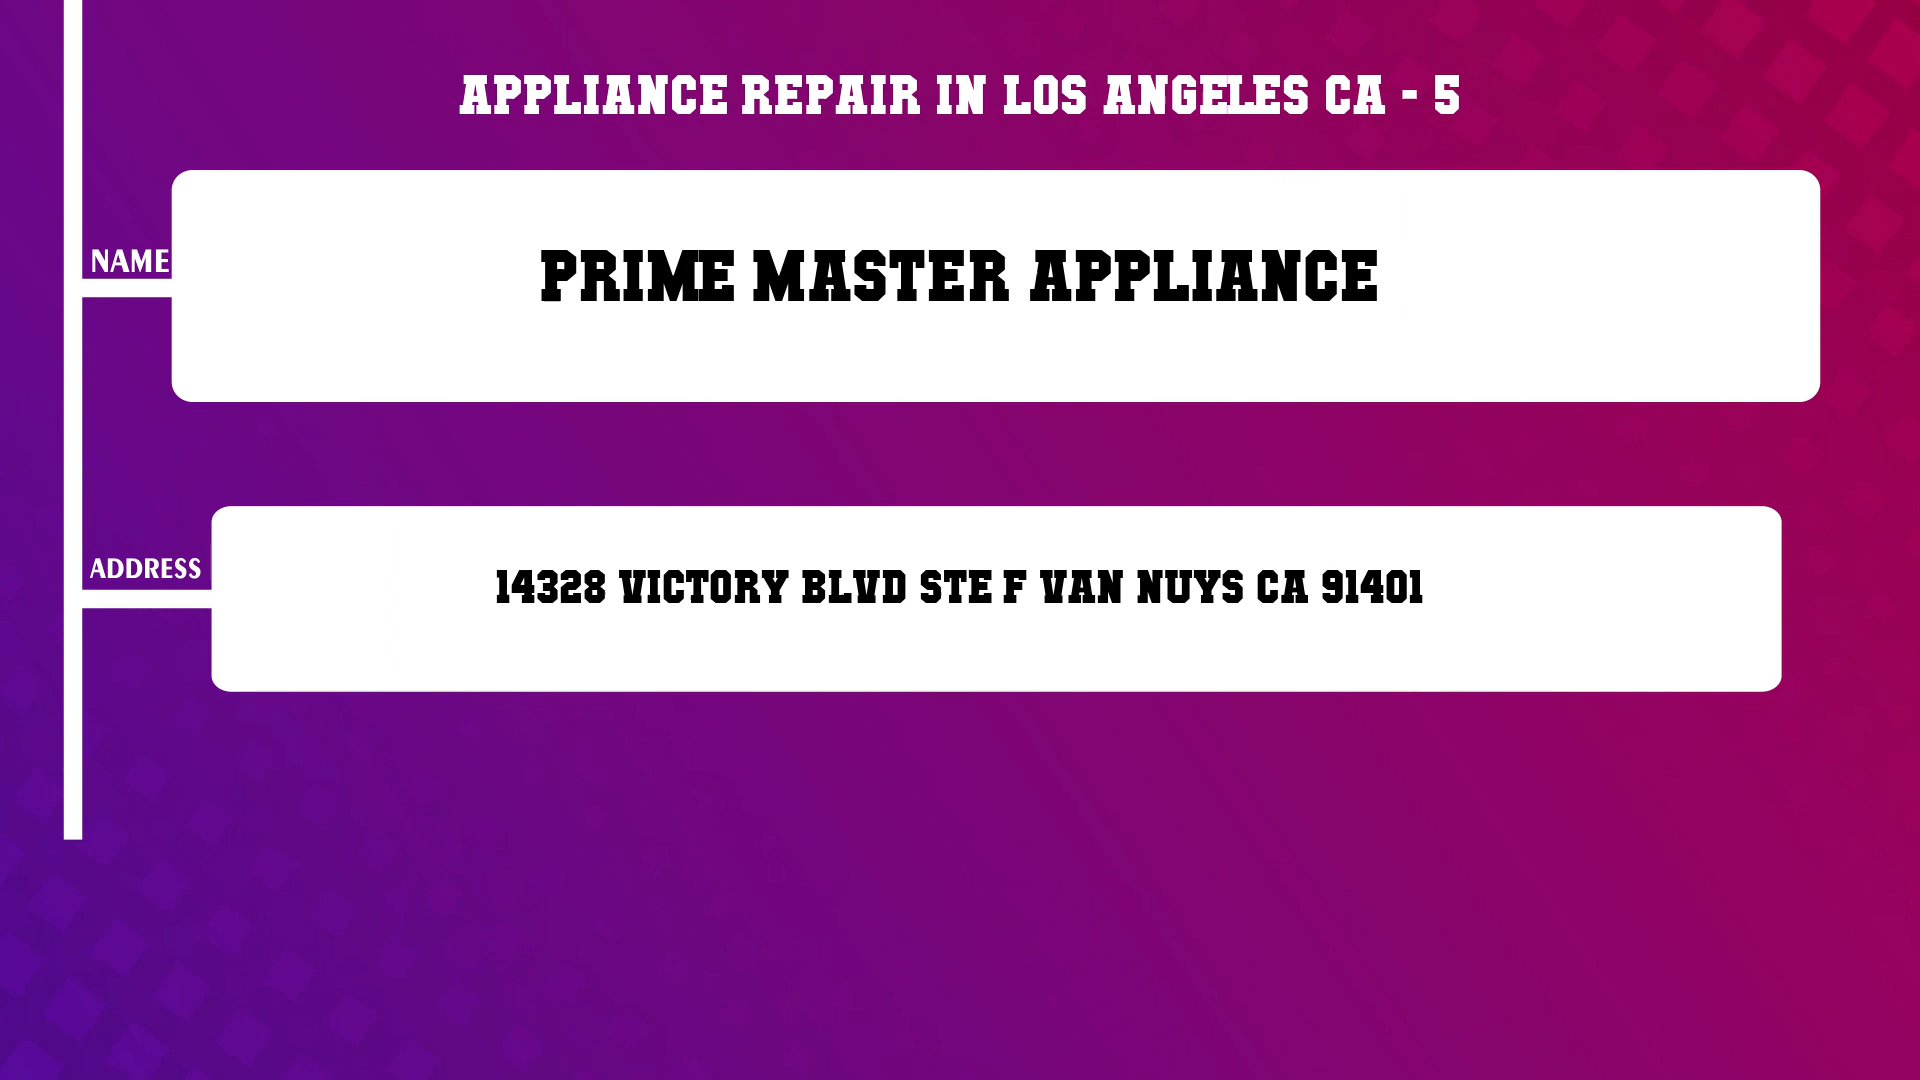 APPLIANCE REPAIR IN LOS ANGELES CA - 5
NAME
PRIME MASTER APPLIANCE
ADDRESS
14328 VICTORY BLVD STE F VAN NUYS CA 91401